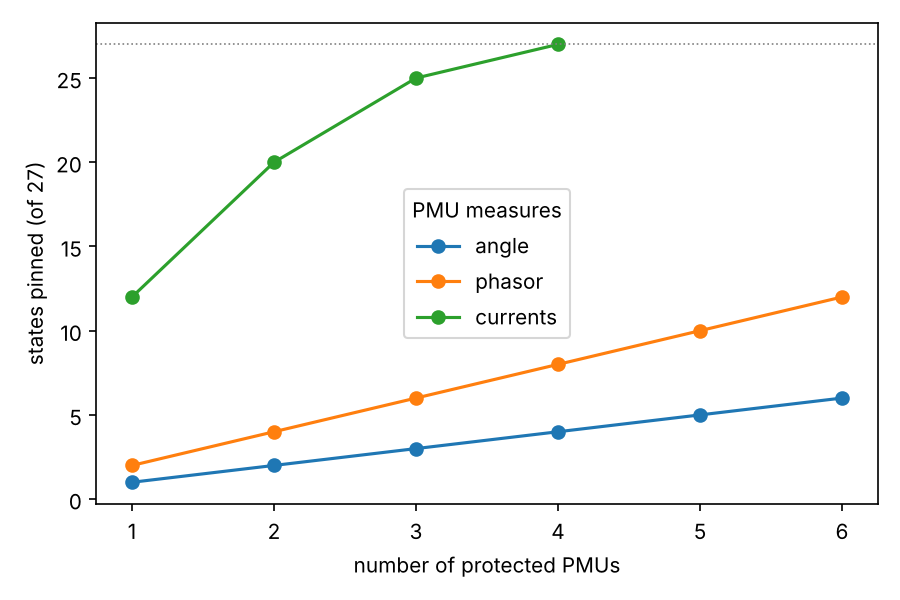 states pinned (of 27)
25
20
15
10
5
0
PMU measures
angle
phasor
currents
1 2 3 4 5 6
number of protected PMUs